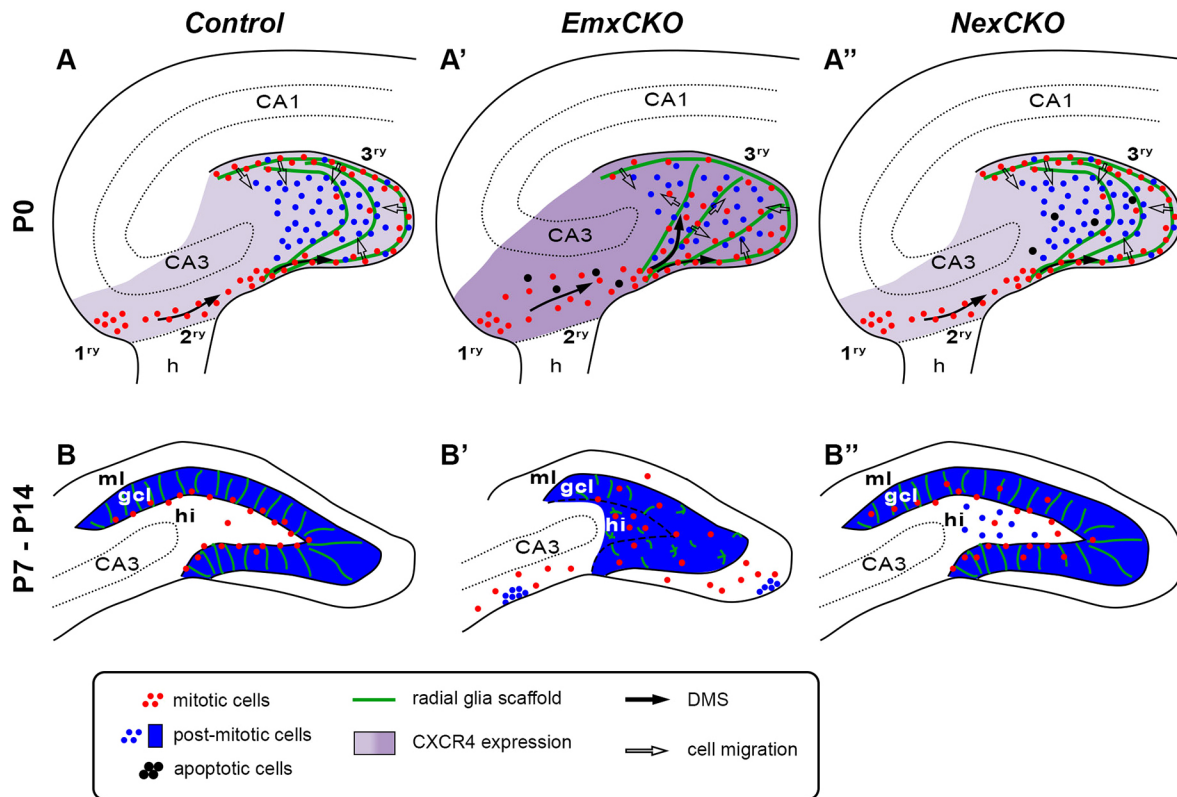 Control
EmxCKO
NexCKO
P0
A
CA1
3ry
CA3
1ry
2ry
h
A'
CA1
3ry
CA3
1ry
2ry
h
A''
CA1
3ry
CA3
1ry
2ry
h
P7 - P14
B
ml
gcl
hi
CA3
B'
gcl
hi
CA3
B''
ml
gcl
hi
CA3
mitotic cells
radial glia scaffold
DMS
post-mitotic cells
CXCR4 expression
cell migration
apoptotic cells